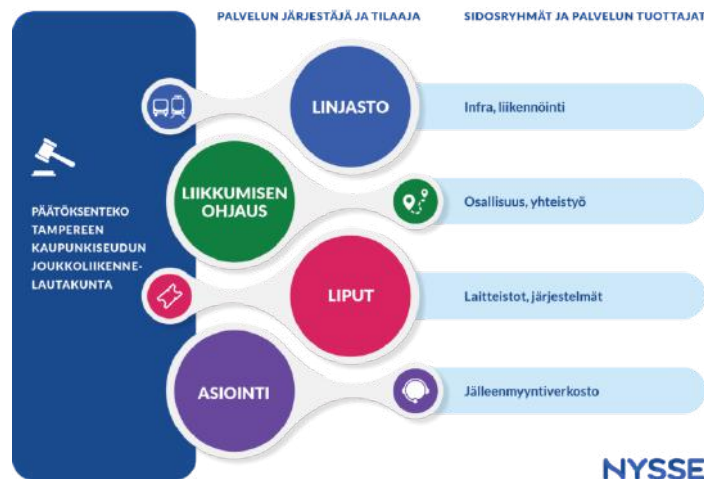 PALVELUN JÄRJESTÄJÄ JA TILAAJA
SIDOSRYHMÄT JA PALVELUN TUOTTAJAT
PÄÄTÖKSENTEKO
TAMPEREEN
KAUPUNKISEUDUN
JOUKKOLIIKENNE-
LAUTAKUNTA
LINJASTO
Infra, liikennöinti
LIIKKUMISEN
OHJAUS
Osallisuus, yhteistyö
LIPUT
Laitteistot, järjestelmät
ASIOINTI
Jälleenmyyntiverkosto
NYSSE